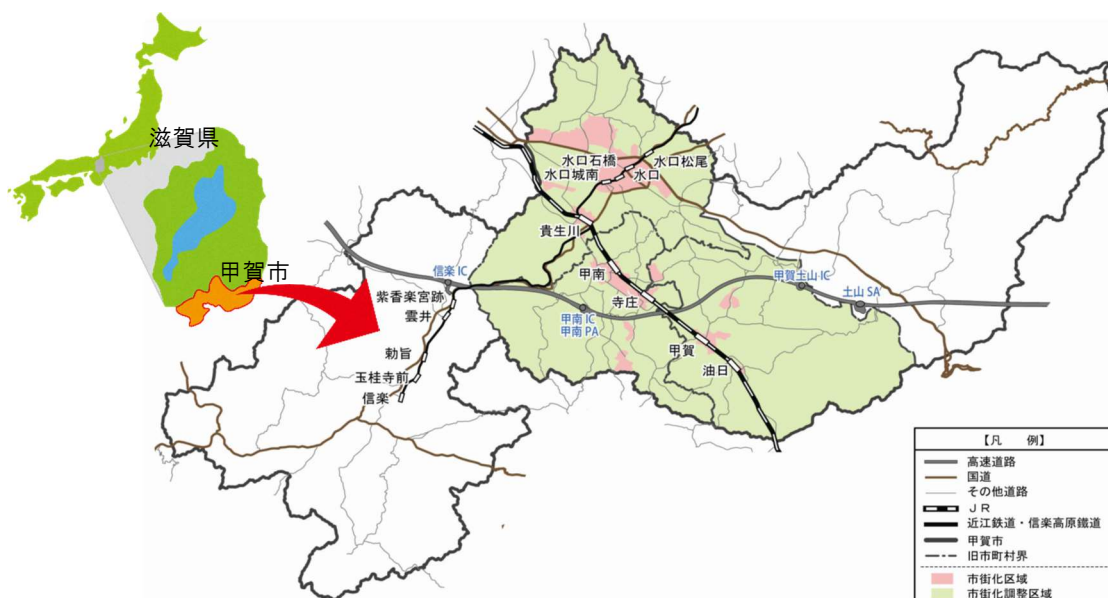 滋賀県
甲賀市
水口石橋
水口松尾
水口城南
水口
貴生川
信楽 IC
甲南
甲賀土山 IC
紫香楽宮跡
寺庄
土山 SA
雲井
甲南 IC
甲南 PA
勅旨
甲賀
油日
玉桂寺前
信楽
【凡 例】
高速道路
国道
その他道路
ＪＲ
近江鉄道・信楽高原鐵道
甲賀市
旧市町村界
市街化区域
市街化調整区域